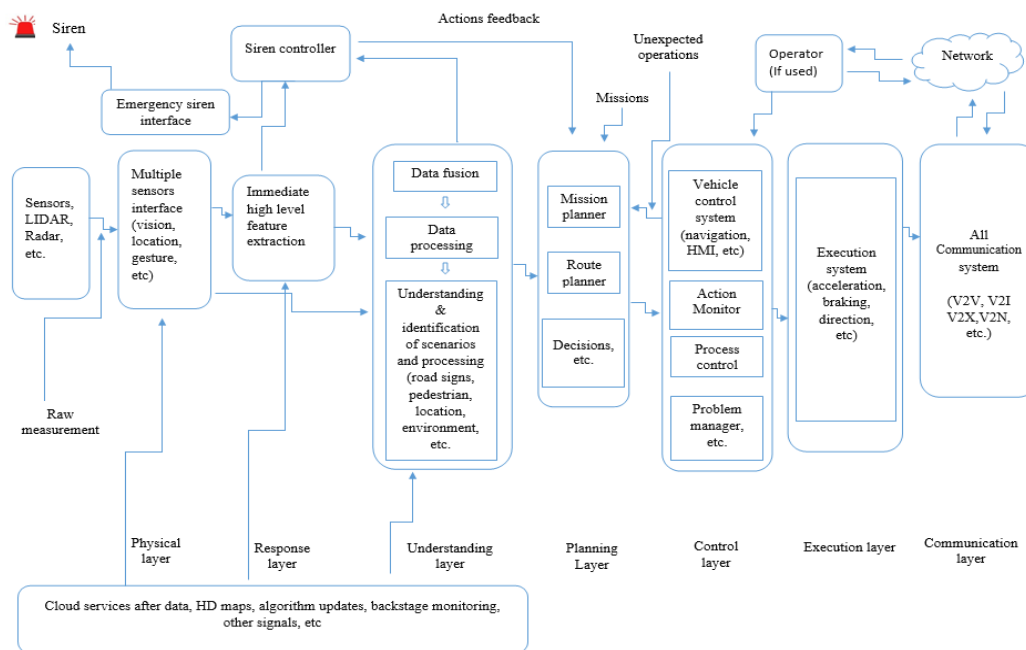 Siren
Actions feedback
Siren controller
Unexpected
operations
Operator
(If used)
Network
Emergency siren
interface
Missions
Sensors,
LIDAR,
Radar,
etc.
Multiple
sensors
interface
(vision,
location,
gesture,
etc)
Immediate
high level
feature
extraction
Data fusion
Data
processing
Understanding
&
identification
of scenarios
and processing
(road signs,
pedestrian,
location,
environment,
etc.
Mission
planner
Route
planner
Decisions,
etc.
Vehicle
control
system
(navigation,
HMI, etc)
Action
Monitor
Process
control
Problem
manager,
etc.
Execution
system
(acceleration,
braking,
direction,
etc)
All
Communication
system
(V2V, V2I
V2X,V2N,
etc.)
Raw
measurement
Physical
layer
Response
layer
Understanding
layer
Planning
Layer
Control
layer
Execution layer
Communication
layer
Cloud services after data, HD maps, algorithm updates, backstage monitoring,
other signals, etc